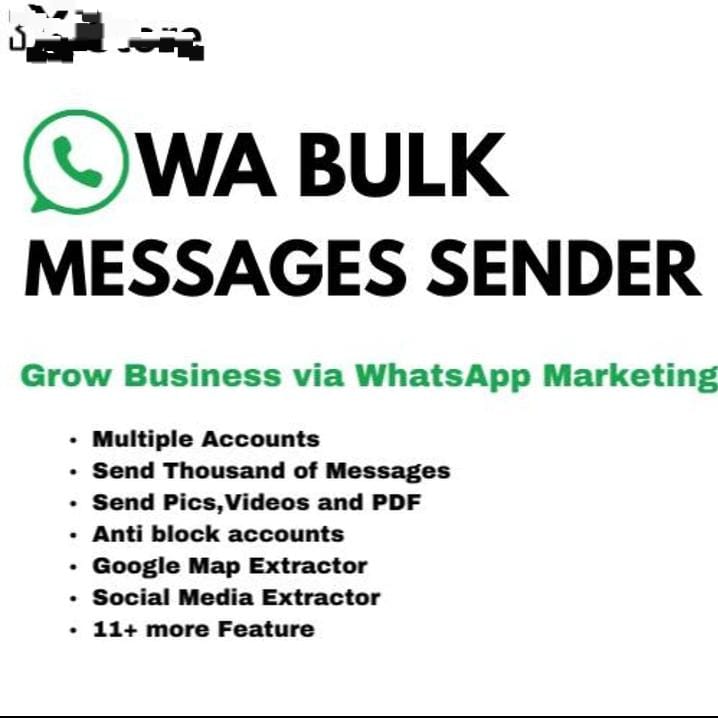 WA BULK
MESSAGES SENDER
Grow Business via WhatsApp Marketing
• Multiple Accounts
• Send Thousand of Messages
• Send Pics,Videos and PDF
• Anti block accounts
• Google Map Extractor
• Social Media Extractor
• 11+ more Feature